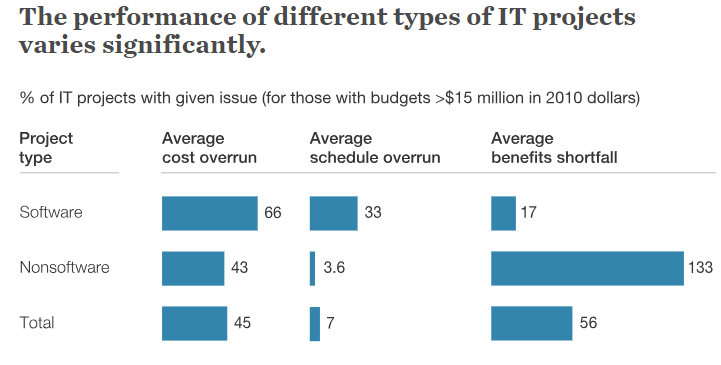 The performance of different types of IT projects
varies significantly.
% of IT projects with given issue (for those with budgets >$15 million in 2010 dollars)
Project
type
Average
cost overrun
Average
schedule overrun
Average
benefits shortfall
Software 66 33 17
Nonsoftware 43 3.6 133
Total 45 7 56